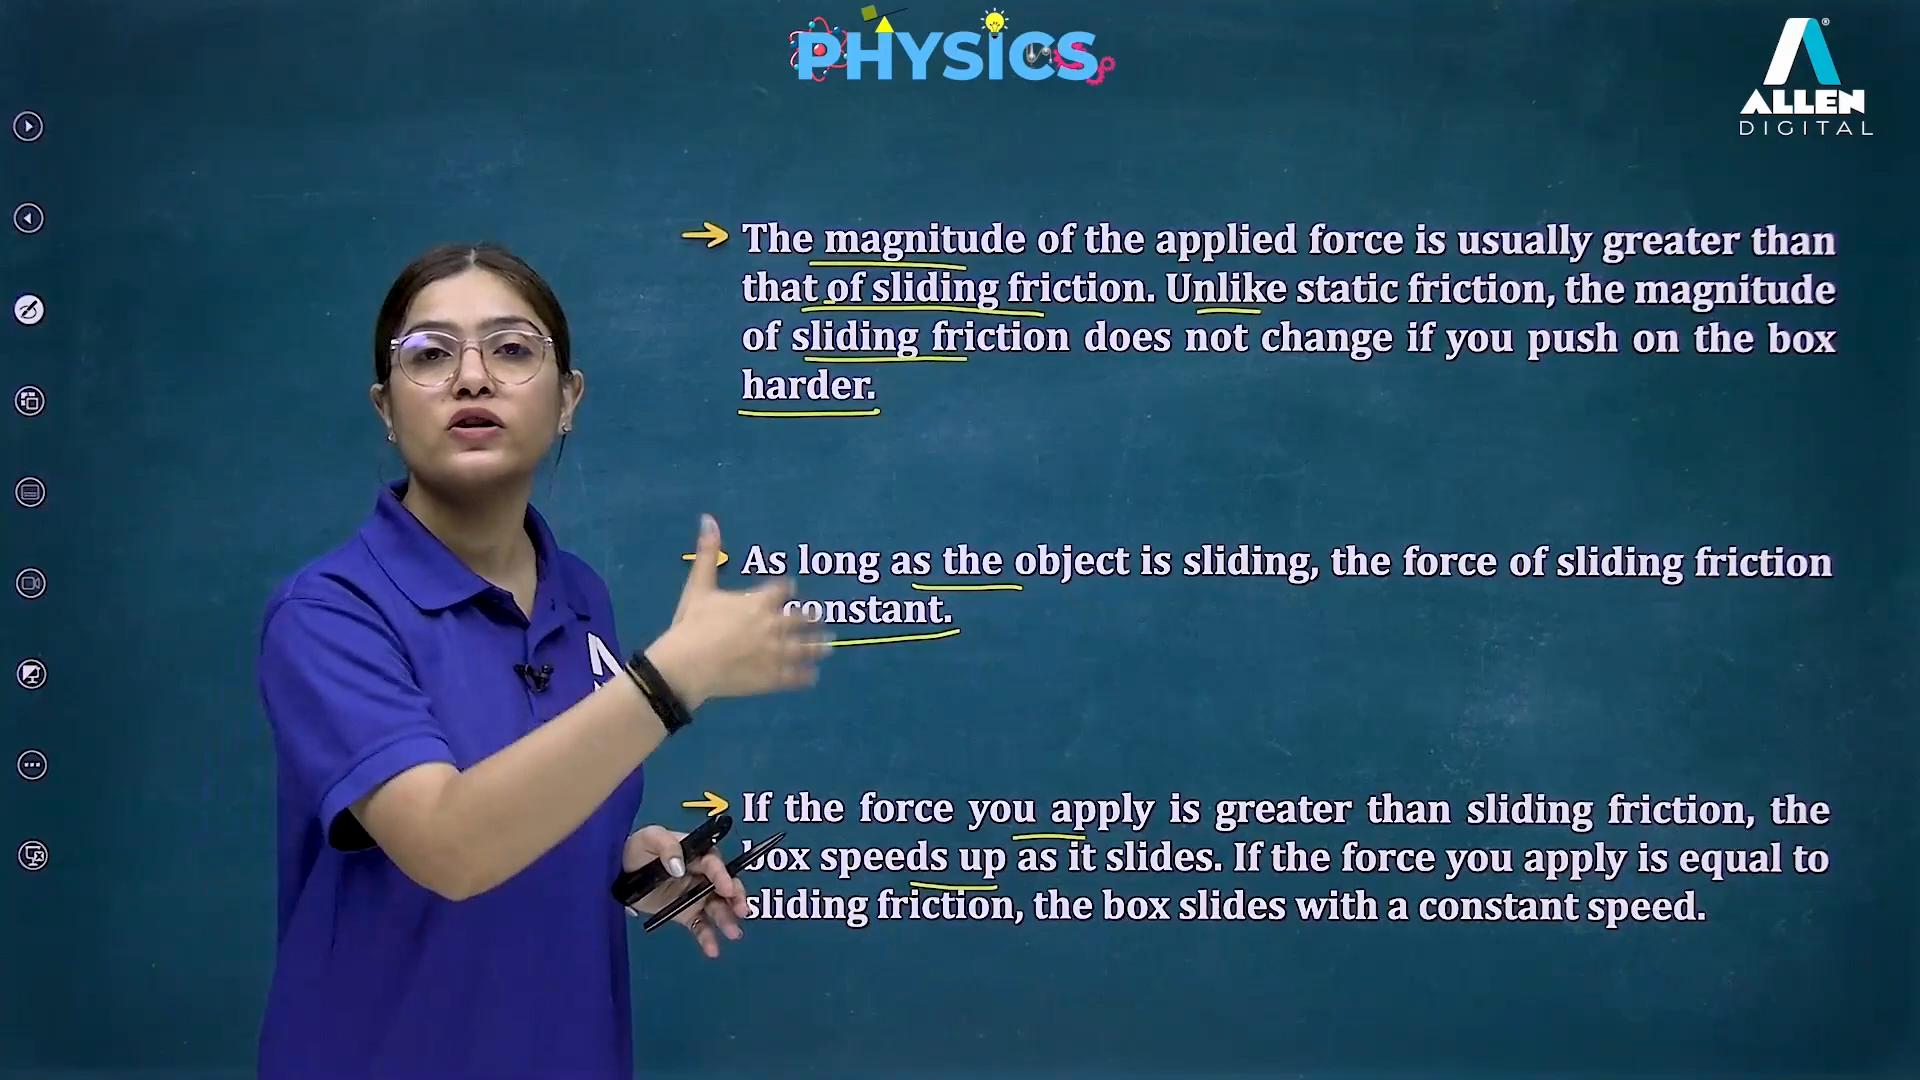 PHYSICS
ALLEN
DIGITAL
The magnitude of the applied force is usually greater than
that of sliding friction. Unlike static friction, the magnitude
of sliding friction does not change if you push on the box
harder.
As long as the object is sliding, the force of sliding friction
constant.
If the force you apply is greater than sliding friction, the
box speeds up as it slides. If the force you apply is equal to
sliding friction, the box slides with a constant speed.